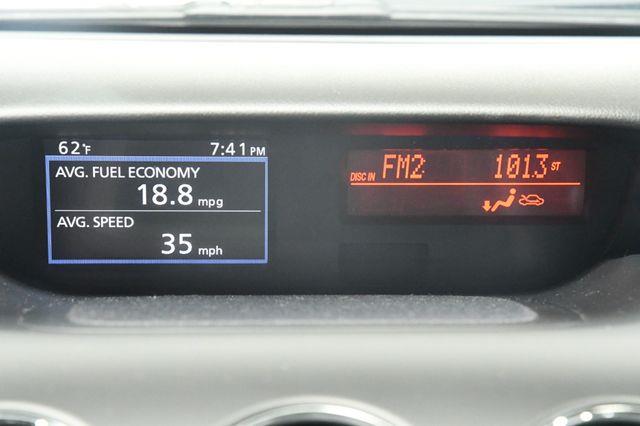 62°F 7:41 PM
AVG. FUEL ECONOMY
18.8 mpg
AVG. SPEED
35 mph
DISC IN FM2 101.3 ST